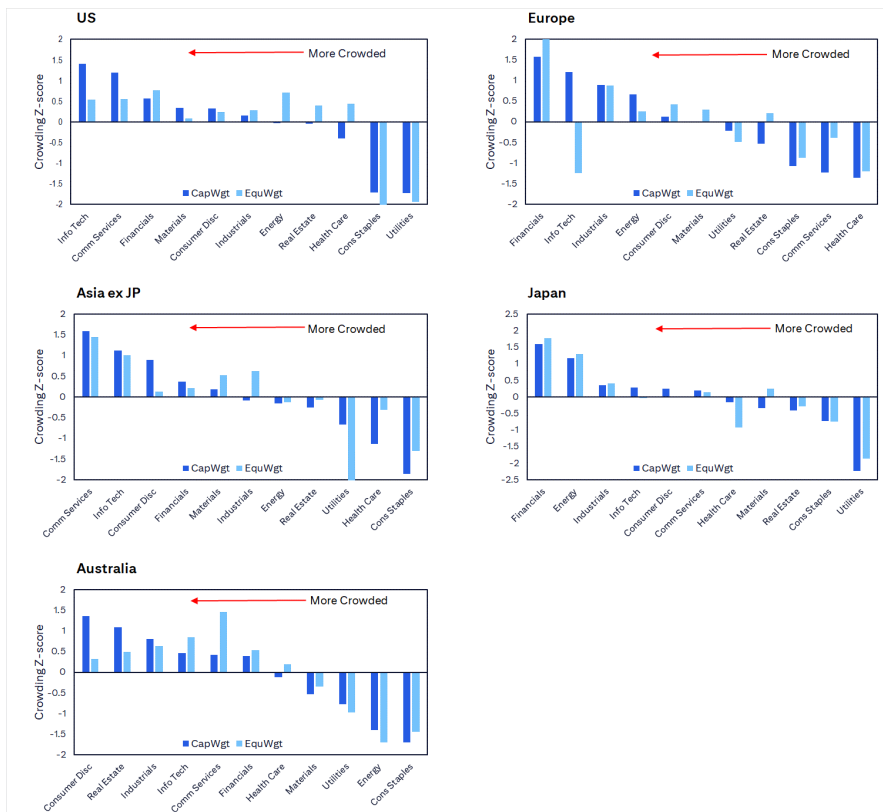 US
2
1.5
1
0.5
0
-0.5
-1
-1.5
-2
Crowding Z-score
More Crowded
CapWgt
EquWgt
Info Tech
Comm Services
Financials
Materials
Consumer Disc
Industrials
Energy
Real Estate
Health Care
Cons Staples
Utilities
Europe
2
1.5
1
0.5
0
-0.5
-1
-1.5
-2
Crowding Z-score
More Crowded
CapWgt
EquWgt
Financials
Info Tech
Industrials
Energy
Consumer Disc
Materials
Utilities
Real Estate
Cons Staples
Comm Services
Health Care
Asia ex JP
2
1.5
1
0.5
0
-0.5
-1
-1.5
-2
Crowding Z-score
More Crowded
CapWgt
EquWgt
Comm Services
Info Tech
Consumer Disc
Financials
Materials
Industrials
Energy
Real Estate
Utilities
Health Care
Cons Staples
Japan
2.5
2
1.5
1
0.5
0
-0.5
-1
-1.5
-2
-2.5
Crowding Z-score
More Crowded
CapWgt
EquWgt
Financials
Energy
Industrials
Info Tech
Consumer Disc
Comm Services
Health Care
Materials
Real Estate
Cons Staples
Utilities
Australia
2
1.5
1
0.5
0
-0.5
-1
-1.5
-2
Crowding Z-score
More Crowded
CapWgt
EquWgt
Consumer Disc
Real Estate
Industrials
Info Tech
Comm Services
Financials
Health Care
Materials
Utilities
Energy
Cons Staples